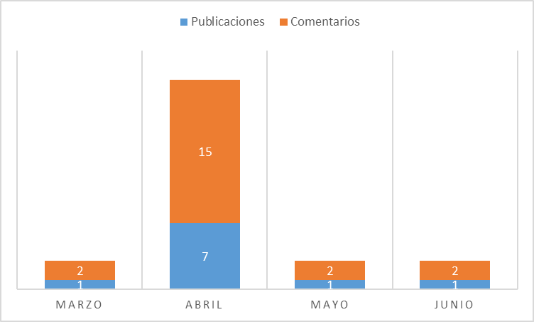 Publicaciones Comentarios
15
7
2 2 2
1 1 1
MARZO ABRIL MAYO JUNIO